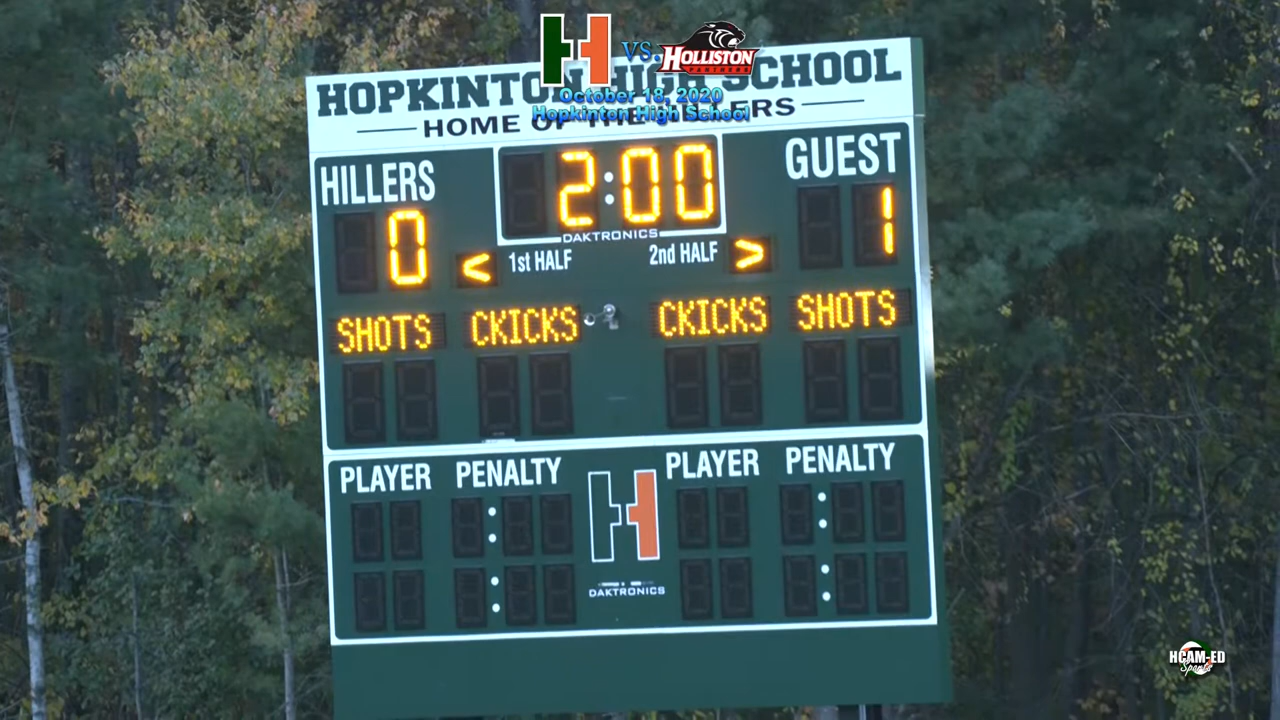 H VS. HOLLISTON
PANTHERS
HOPKINTON HIGH SCHOOL
October 18, 2020
Hopkinton High School
HOME OF THE HILLERS
HILLERS 2:00 GUEST
DAKTRONICS
0 < 1st HALF 2nd HALF > 1
SHOTS CKICKS CKICKS SHOTS
PLAYER PENALTY H PLAYER PENALTY
DAKTRONICS
HCAM-ED
Sports